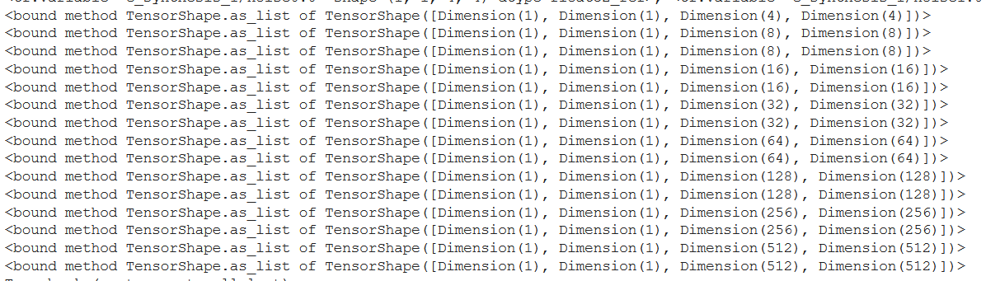 <bound method TensorShape.as_list of TensorShape([Dimension(1), Dimension(1), Dimension(4), Dimension(4)])>
<bound method TensorShape.as_list of TensorShape([Dimension(1), Dimension(1), Dimension(8), Dimension(8)])>
<bound method TensorShape.as_list of TensorShape([Dimension(1), Dimension(1), Dimension(8), Dimension(8)])>
<bound method TensorShape.as_list of TensorShape([Dimension(1), Dimension(1), Dimension(16), Dimension(16)])>
<bound method TensorShape.as_list of TensorShape([Dimension(1), Dimension(1), Dimension(16), Dimension(16)])>
<bound method TensorShape.as_list of TensorShape([Dimension(1), Dimension(1), Dimension(32), Dimension(32)])>
<bound method TensorShape.as_list of TensorShape([Dimension(1), Dimension(1), Dimension(32), Dimension(32)])>
<bound method TensorShape.as_list of TensorShape([Dimension(1), Dimension(1), Dimension(64), Dimension(64)])>
<bound method TensorShape.as_list of TensorShape([Dimension(1), Dimension(1), Dimension(64), Dimension(64)])>
<bound method TensorShape.as_list of TensorShape([Dimension(1), Dimension(1), Dimension(128), Dimension(128)])>
<bound method TensorShape.as_list of TensorShape([Dimension(1), Dimension(1), Dimension(128), Dimension(128)])>
<bound method TensorShape.as_list of TensorShape([Dimension(1), Dimension(1), Dimension(256), Dimension(256)])>
<bound method TensorShape.as_list of TensorShape([Dimension(1), Dimension(1), Dimension(256), Dimension(256)])>
<bound method TensorShape.as_list of TensorShape([Dimension(1), Dimension(1), Dimension(512), Dimension(512)])>
<bound method TensorShape.as_list of TensorShape([Dimension(1), Dimension(1), Dimension(512), Dimension(512)])>